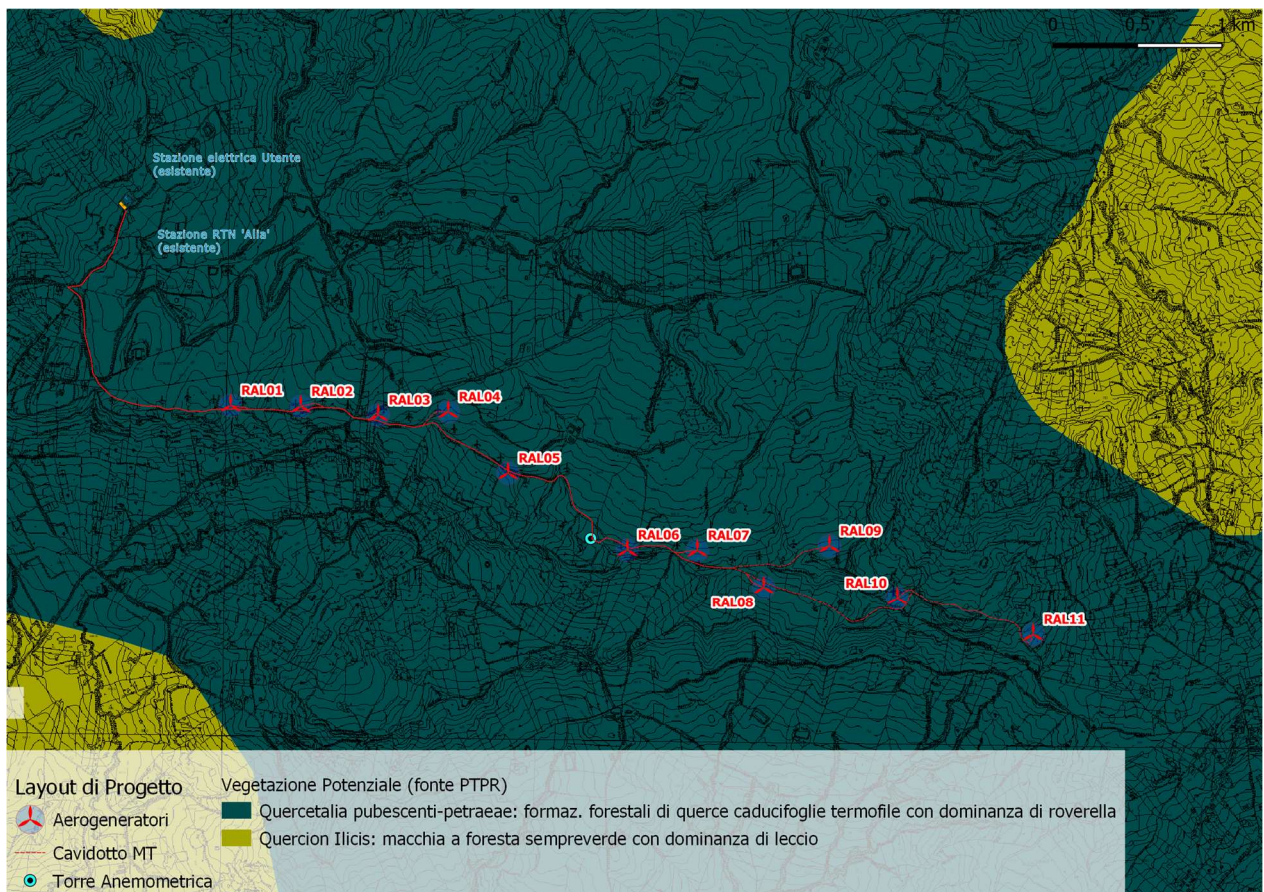 0 0,5 1 km
Stazione elettrica Utente
(esistente)
Stazione RTN 'Alia'
(esistente)
RAL01
RAL02
RAL03
RAL04
RAL05
RAL06
RAL07
RAL09
RAL10
RAL08
RAL11
Layout di Progetto
Aerogeneratori
Cavidotto MT
Torre Anemometrica
Vegetazione Potenziale (fonte PTPR)
Quercetalia pubescenti-petraeae: formaz. forestali di querce caducifoglie termofile con dominanza di roverella
Quercion Ilicis: macchia a foresta sempreverde con dominanza di leccio